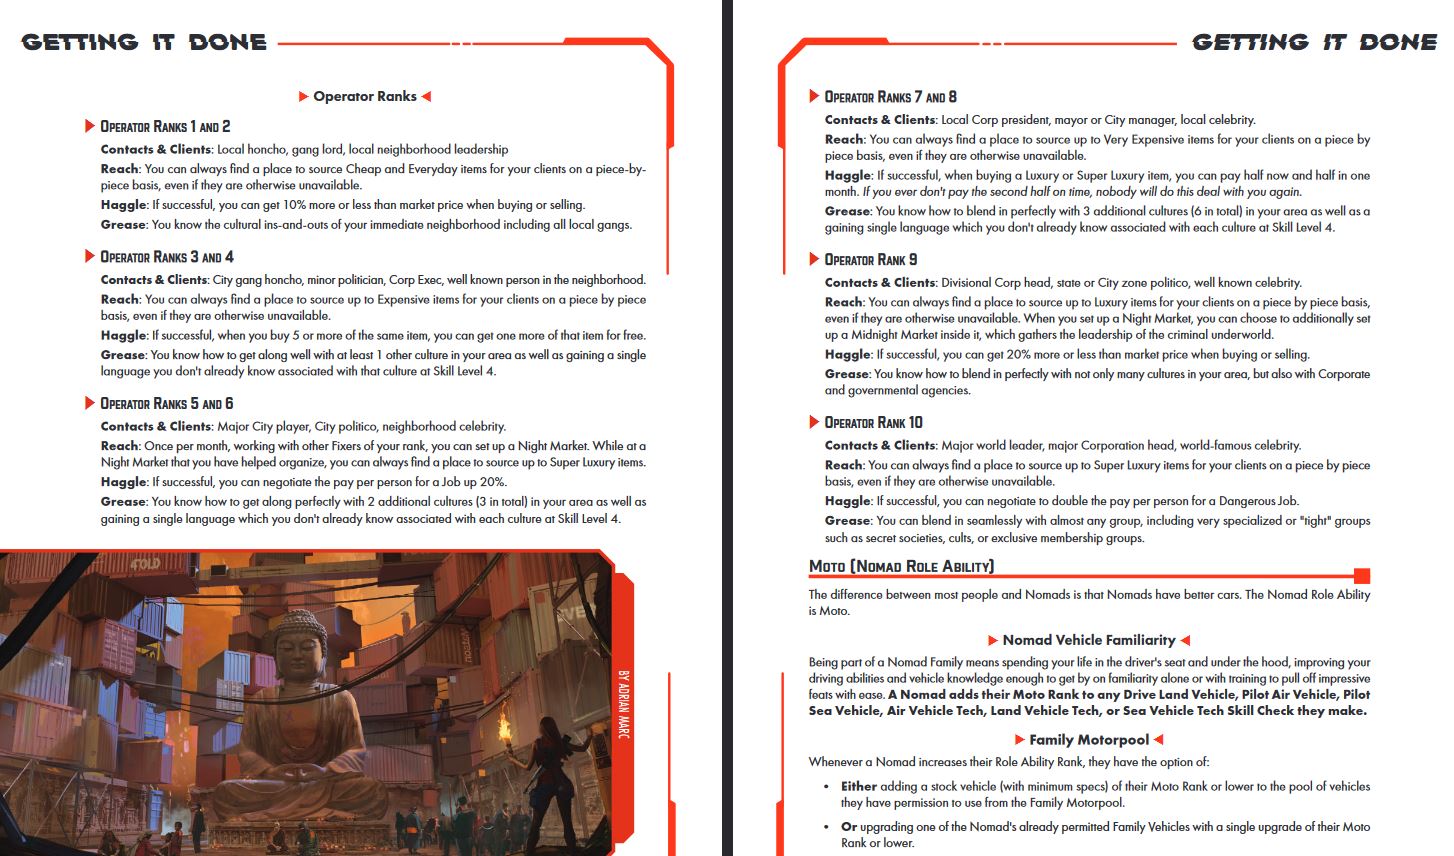 GETTING IT DONE
Operator Ranks
Operator Ranks 1 and 2
Contacts & Clients: Local honcho, gang lord, local neighborhood leadership
Reach: You can always find a place to source Cheap and Everyday items for your clients on a piece-by-
piece basis, even if they are otherwise unavailable.
Haggle: If successful, you can get 10% more or less than market price when buying or selling.
Grease: You know the cultural ins-and-outs of your immediate neighborhood including all local gangs.
Operator Ranks 3 and 4
Contacts & Clients: City gang honcho, minor politician, Corp Exec, well known person in the neighborhood.
Reach: You can always find a place to source up to Expensive items for your clients on a piece by piece
basis, even if they are otherwise unavailable.
Haggle: If successful, when you buy 5 or more of the same item, you can get one more of that item for free.
Grease: You know how to get along well with at least 1 other culture in your area as well as gaining a single
language you don't already know associated with that culture at Skill Level 4.
Operator Ranks 5 and 6
Contacts & Clients: Major City player, City politico, neighborhood celebrity.
Reach: Once per month, working with other Fixers of your rank, you can set up a Night Market. While at a
Night Market that you have helped organize, you can always find a place to source up to Super Luxury items.
Haggle: If successful, you can negotiate the pay per person for a Job up 20%.
Grease: You know how to get along perfectly with 2 additional cultures (3 in total) in your area as well as
gaining a single language which you don't already know associated with each culture at Skill Level 4.
BY ADRIAN MARC
GETTING IT DONE
Operator Ranks 7 and 8
Contacts & Clients: Local Corp president, mayor or City manager, local celebrity.
Reach: You can always find a place to source up to Very Expensive items for your clients on a piece by
piece basis, even if they are otherwise unavailable.
Haggle: If successful, when buying a Luxury or Super Luxury item, you can pay half now and half in one
month. If you ever don't pay the second half on time, nobody will do this deal with you again.
Grease: You know how to blend in perfectly with 3 additional cultures (6 in total) in your area as well as a
gaining single language which you don't already know associated with each culture at Skill Level 4.
Operator Rank 9
Contacts & Clients: Divisional Corp head, state or City zone politico, well known celebrity.
Reach: You can always find a place to source up to Luxury items for your clients on a piece by piece basis,
even if they are otherwise unavailable. When you set up a Night Market, you can choose to additionally set
up a Midnight Market inside it, which gathers the leadership of the criminal underworld.
Haggle: If successful, you can get 20% more or less than market price when buying or selling.
Grease: You know how to blend in perfectly with not only many cultures in your area, but also with Corporate
and governmental agencies.
Operator Rank 10
Contacts & Clients: Major world leader, major Corporation head, world-famous celebrity.
Reach: You can always find a place to source up to Super Luxury items for your clients on a piece by piece
basis, even if they are otherwise unavailable.
Haggle: If successful, you can negotiate to double the pay per person for a Dangerous Job.
Grease: You can blend in seamlessly with almost any group, including very specialized or "tight" groups
such as secret societies, cults, or exclusive membership groups.
Moto (Nomad Role Ability)
The difference between most people and Nomads is that Nomads have better cars. The Nomad Role Ability
is Moto.
Nomad Vehicle Familiarity
Being part of a Nomad Family means spending your life in the driver's seat and under the hood, improving your
driving abilities and vehicle knowledge enough to get by on familiarity alone or with training to pull off impressive
feats with ease. A Nomad adds their Moto Rank to any Drive Land Vehicle, Pilot Air Vehicle, Pilot
Sea Vehicle, Air Vehicle Tech, Land Vehicle Tech, or Sea Vehicle Tech Skill Check they make.
Family Motorpool
Whenever a Nomad increases their Role Ability Rank, they have the option of:
• Either adding a stock vehicle (with minimum specs) of their Moto Rank or lower to the pool of vehicles
they have permission to use from the Family Motorpool.
• Or upgrading one of the Nomad's already permitted Family Vehicles with a single upgrade of their Moto
Rank or lower.